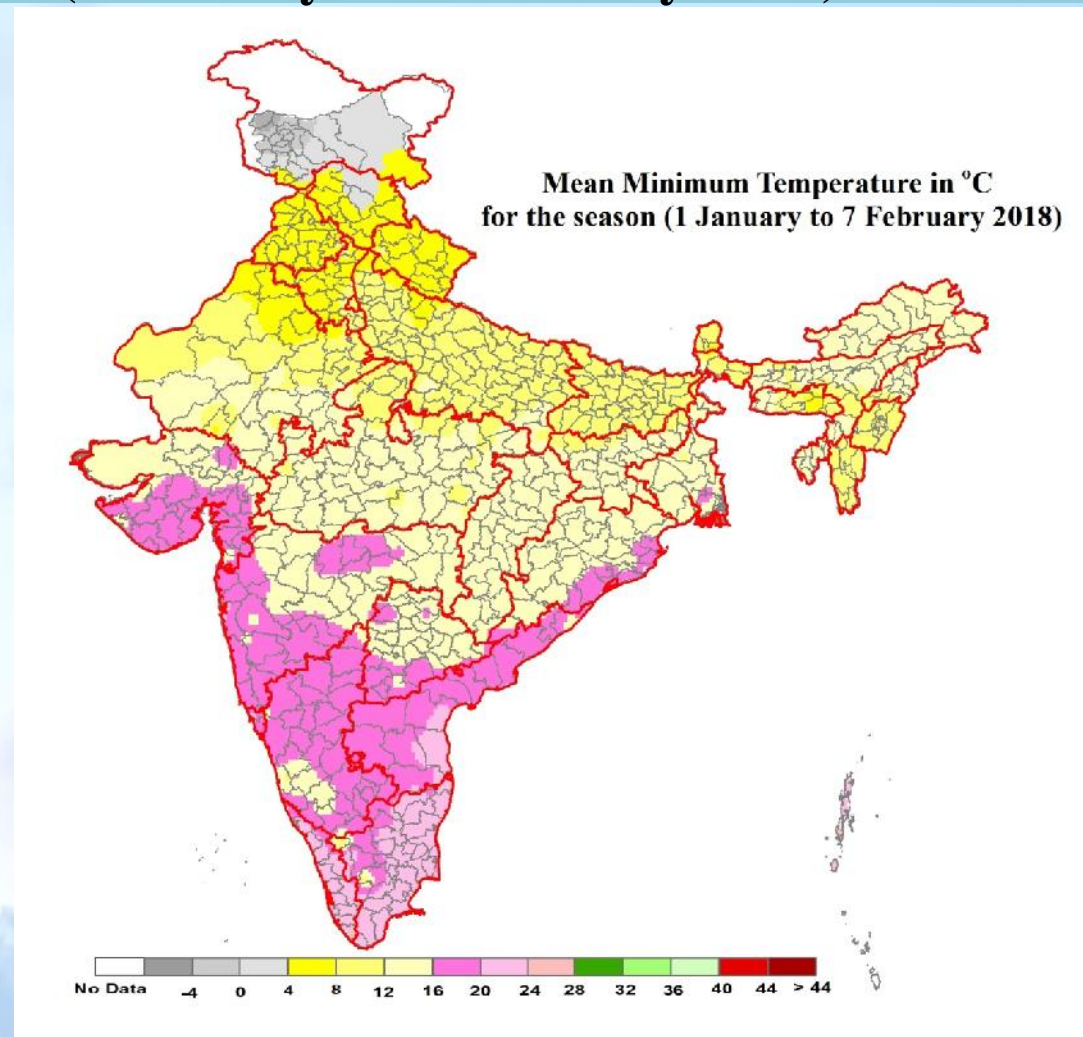 Mean Minimum Temperature in °C
for the season (1 January to 7 February 2018)
No Data -4 0 4 8 12 16 20 24 28 32 36 40 44 > 44